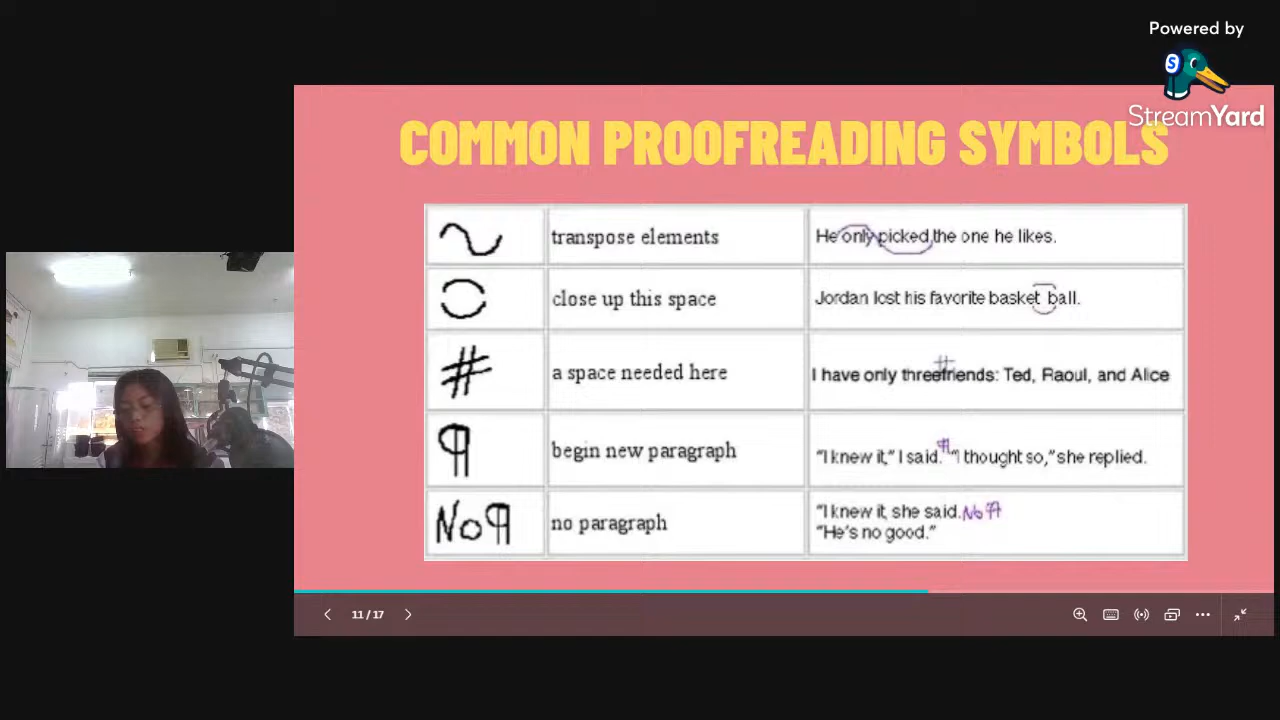 Powered by
StreamYard
COMMON PROOFREADING SYMBOLS
transpose elements
He only picked the one he likes.
close up this space
Jordan lost his favorite basket ball.
#
a space needed here
#
I have only threefriends: Ted, Raoul, and Alice
¶
begin new paragraph
¶
“I knew it,” I said. “I thought so,” she replied.
No¶
no paragraph
“I knew it, she said. No¶
“He's no good.”
11 / 17